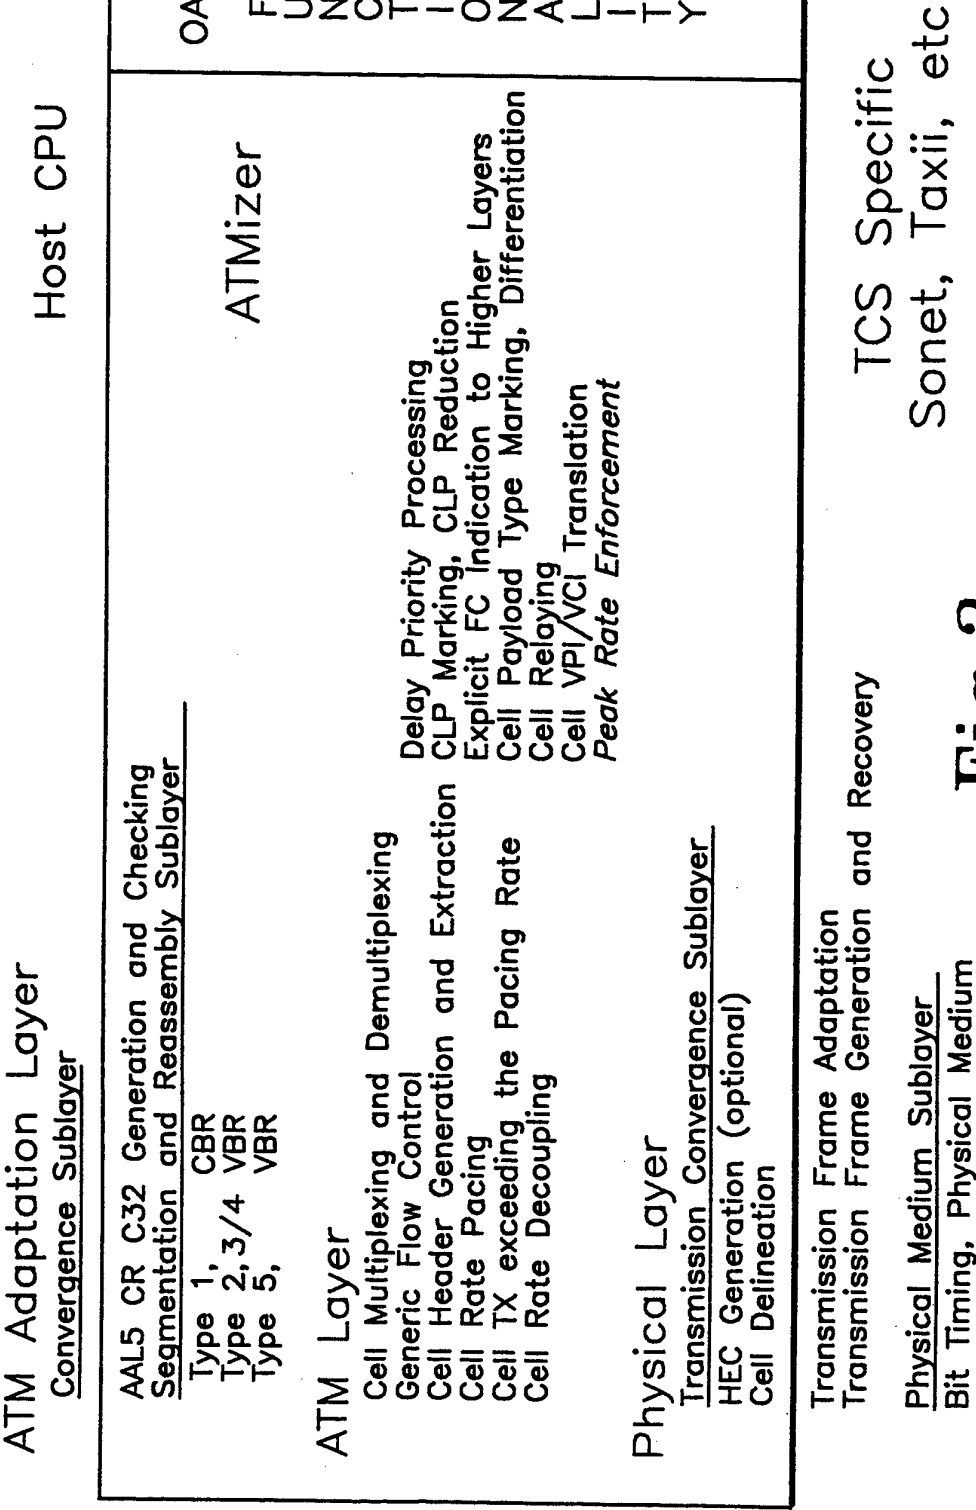 ATM Adaptation Layer
Host CPU
Convergence Sublayer
AAL5 CR C32 Generation and Checking
Segmentation and Reassembly Sublayer
Type 1, CBR
Type 2,3/4 VBR
Type 5, VBR
ATMizer
ATM Layer
Cell Multiplexing and Demultiplexing
Generic Flow Control
Cell Header Generation and Extraction
Cell Rate Pacing
Cell TX exceeding the Pacing Rate
Cell Rate Decoupling
Delay Priority Processing
CLP Marking, CLP Reduction
Explicit FC Indication to Higher Layers
Cell Payload Type Marking, Differentiation
Cell Relaying
Cell VPI/VCI Translation
Peak Rate Enforcement
Physical Layer
Transmission Convergence Sublayer
HEC Generation (optional)
Cell Delineation
OA
F
U
N
C
T
I
O
N
A
L
I
T
Y
Transmission Frame Adaptation
Transmission Frame Generation and Recovery
TCS Specific
Sonet, Taxii, etc
Physical Medium Sublayer
Bit Timing, Physical Medium